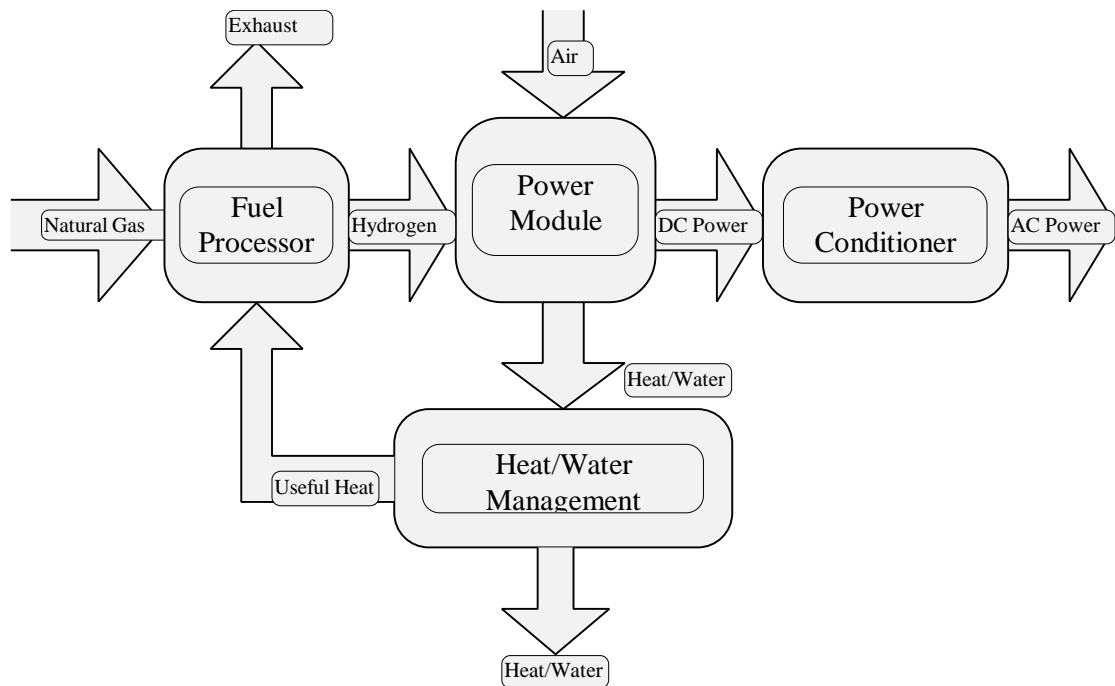 Exhaust
Air
Natural Gas
Fuel
Processor
Hydrogen
Power
Module
DC Power
Power
Conditioner
AC Power
Heat/Water
Heat/Water
Management
Useful Heat
Heat/Water